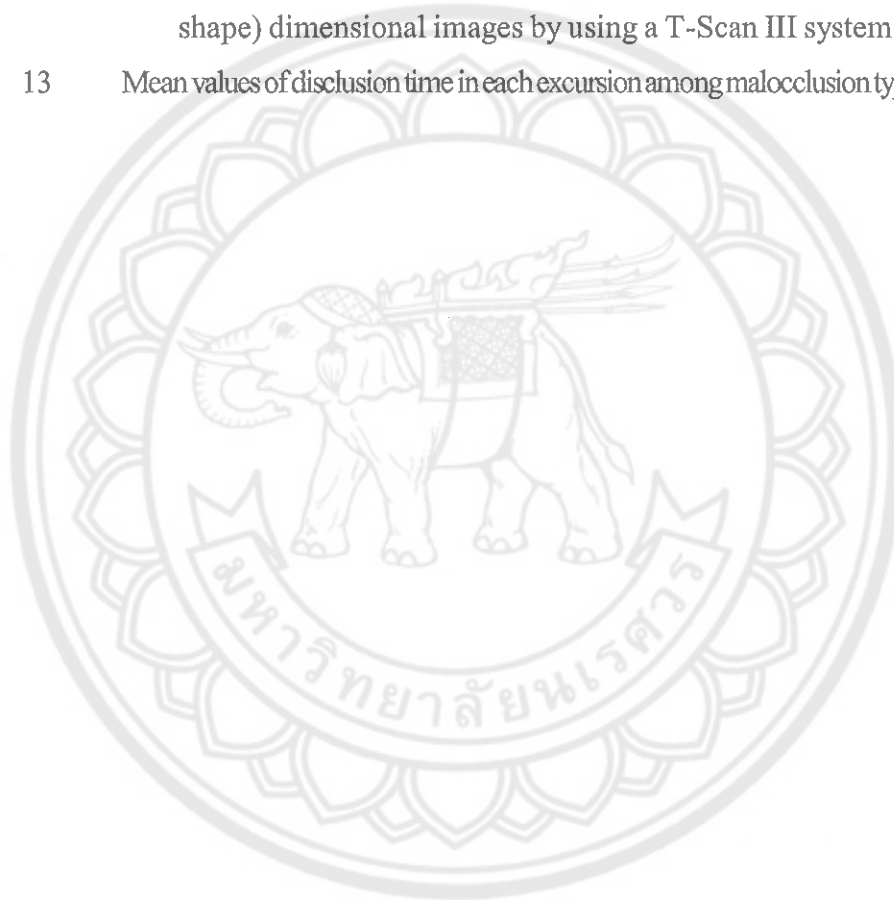 shape) dimensional images by using a T-Scan III system
13 Mean values of disclusion time in each excursion among malocclusion
มหาวิทยาลัยนเรศวร